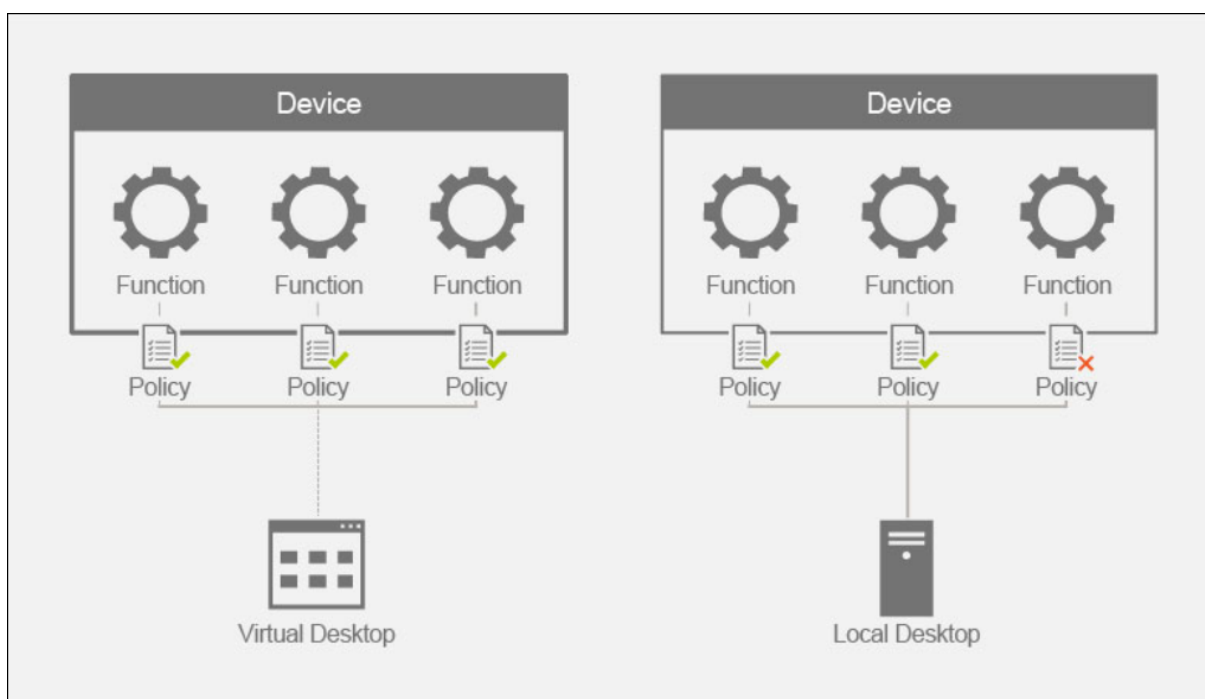 Device
Function Function Function
Policy Policy Policy
Virtual Desktop
Device
Function Function Function
Policy Policy Policy
Local Desktop